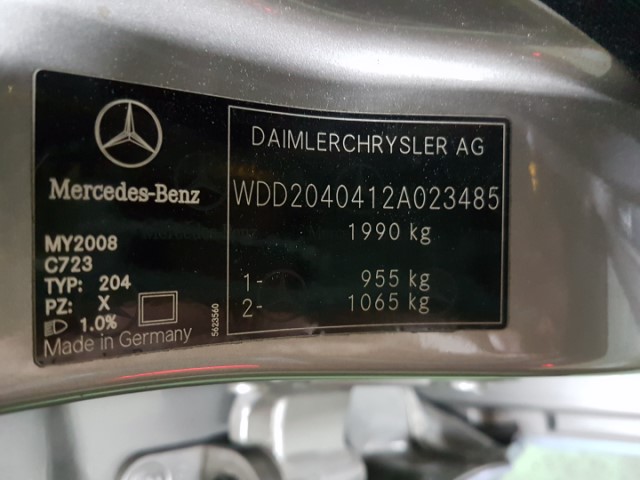 Mercedes-Benz
MY2008
C723
TYP: 204
PZ: X
1.0%
Made in Germany
5623560
DAIMLERCHRYSLER AG
WDD2040412A023485
1990 kg
1- 955 kg
2- 1065 kg